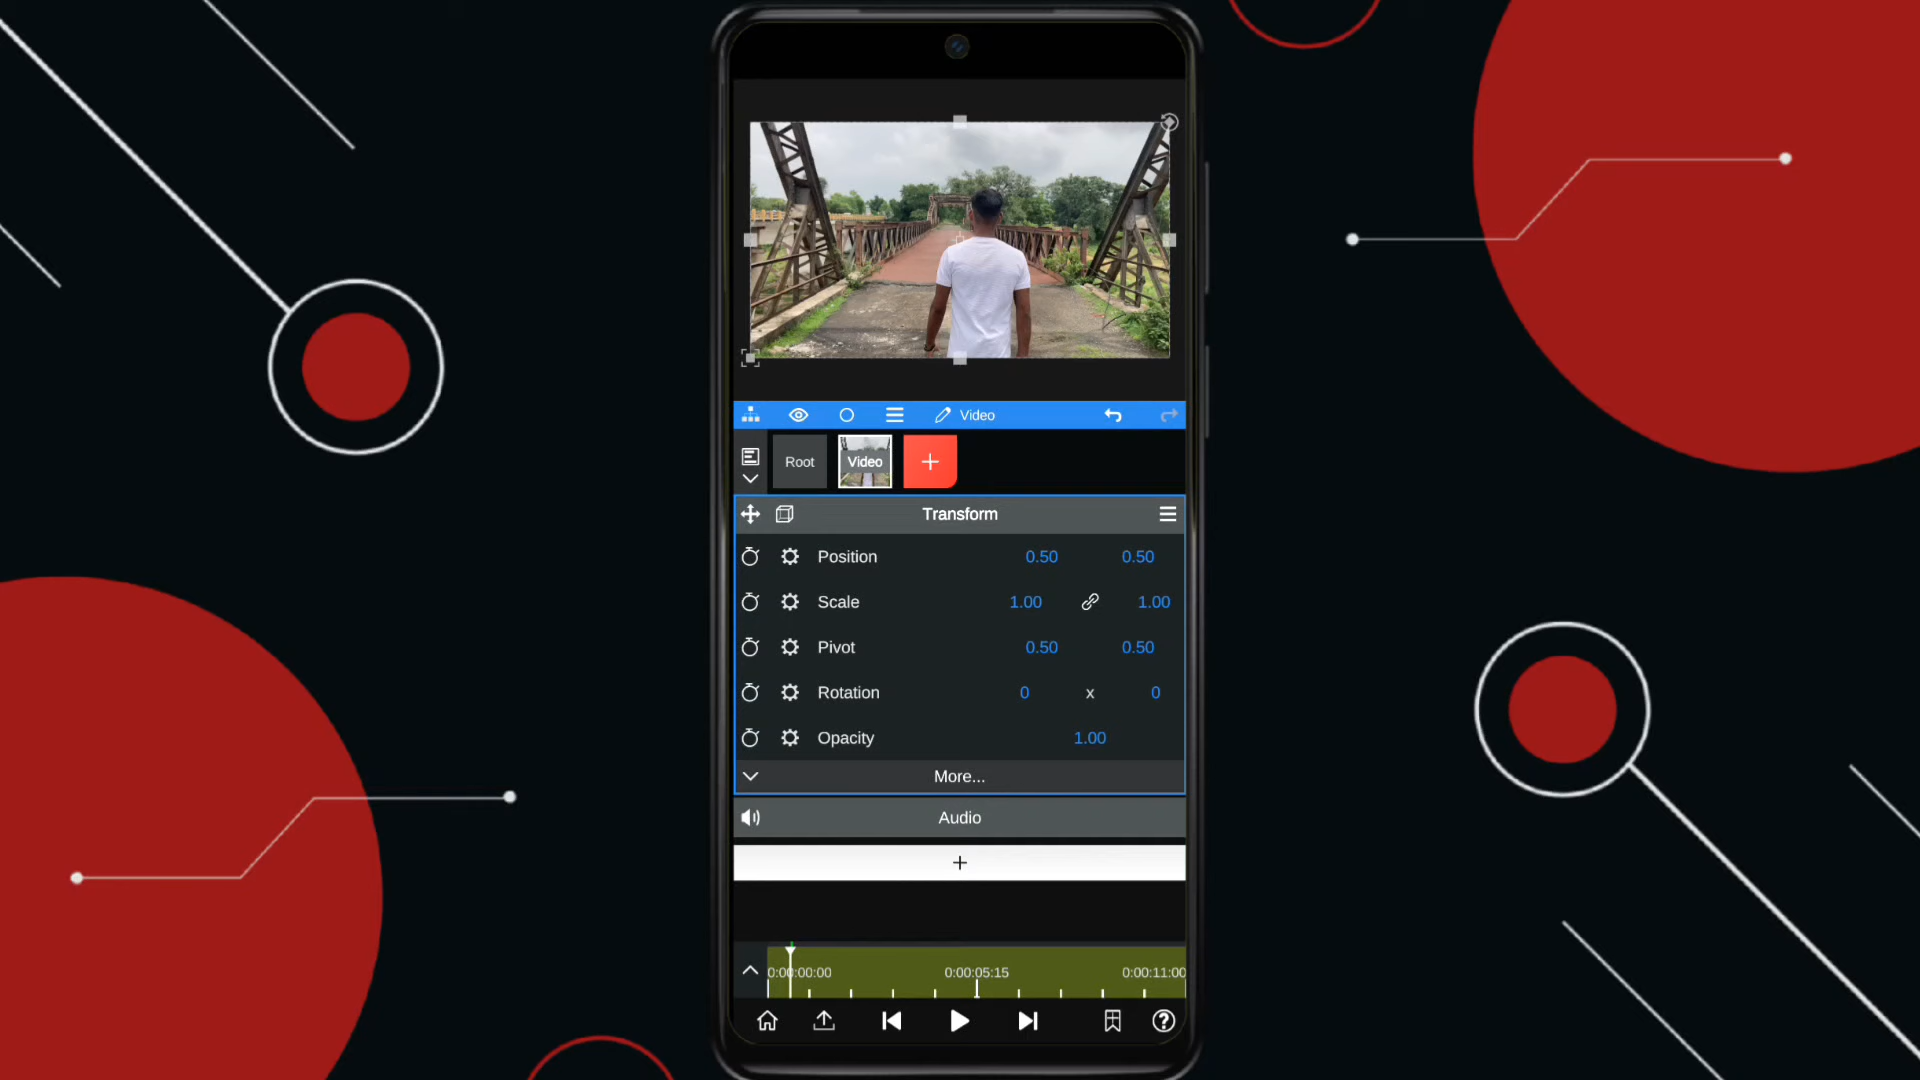 Video
Root
Video
Transform
Position 0.50 0.50
Scale 1.00 1.00
Pivot 0.50 0.50
Rotation 0 x 0
Opacity 1.00
More...
Audio
0:00:00:00 0:00:05:15 0:00:11:00